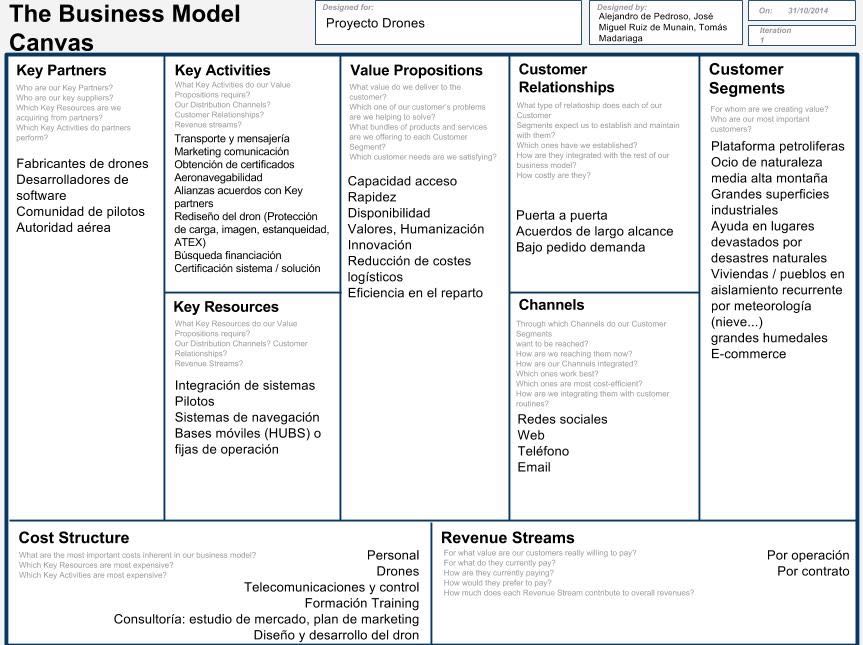 The Business Model
Canvas
Designed for:
Proyecto Drones
Designed by:
Alejandro de Pedroso, José
Miguel Ruiz de Munain, Tomás
Madariaga
On: 31/10/2014
Iteration
1
Key Partners
Who are our Key Partners?
Who are our key suppliers?
Which Key Resources are we
acquiring from partners?
Which Key Activities do partners
perform?
Fabricantes de drones
Desarrolladores de
software
Comunidad de pilotos
Autoridad aérea
Key Activities
What Key Activities do our Value
Propositions require?
Our Distribution Channels?
Customer Relationships?
Revenue streams?
Transporte y mensajería
Marketing comunicación
Obtención de certificados
Aeronavegabilidad
Alianzas acuerdos con Key
partners
Rediseño del dron (Protección
de carga, imagen, estanqueidad,
ATEX)
Búsqueda financiación
Certificación sistema / solución
Key Resources
What Key Resources do our Value
Propositions require?
Our Distribution Channels? Customer
Relationships?
Revenue Streams?
Integración de sistemas
Pilotos
Sistemas de navegación
Bases móviles (HUBS) o
fijas de operación
Value Propositions
What value do we deliver to the
customer?
Which one of our customer's problems
are we helping to solve?
What bundles of products and services
are we offering to each Customer
Segment?
Which customer needs are we satisfying?
Capacidad acceso
Rapidez
Disponibilidad
Valores, Humanización
Innovación
Reducción de costes
logísticos
Eficiencia en el reparto
Customer
Relationships
What type of relatioship does each of our
Customer
Segments expect us to establish and maintain
with them?
Which ones have we established?
How are they integrated with the rest of our
business model?
How costly are they?
Puerta a puerta
Acuerdos de largo alcance
Bajo pedido demanda
Channels
Through which Channels do our Customer
Segments
want to be reached?
How are we reaching them now?
How are our Channels integrated?
Which ones work best?
Which ones are most cost-efficient?
How are we integrating them with customer
routines?
Redes sociales
Web
Teléfono
Email
Customer
Segments
For whom are we creating value?
Who are our most important
customers?
Plataforma petroliferas
Ocio de naturaleza
media alta montaña
Grandes superficies
industriales
Ayuda en lugares
devastados por
desastres naturales
Viviendas / pueblos en
aislamiento recurrente
por meteorología
(nieve...)
grandes humedales
E-commerce
Cost Structure
What are the most important costs inherent in our business model?
Which Key Resources are most expensive?
Which Key Activities are most expensive?
Personal
Drones
Telecomunicaciones y control
Formación Training
Consultoría: estudio de mercado, plan de marketing
Diseño y desarrollo del dron
Revenue Streams
For what value are our customers really willing to pay?
For what do they currently pay?
How are they currently paying?
How would they prefer to pay?
How much does each Revenue Stream contribute to overall revenues?
Por operación
Por contrato